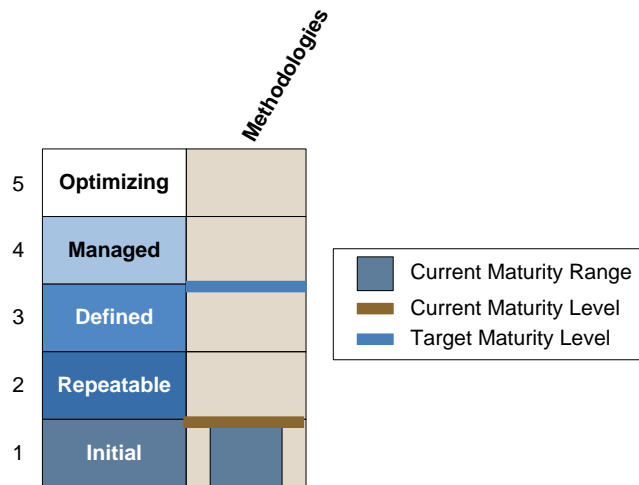 Methodologies
5 Optimizing
4 Managed
3 Defined
2 Repeatable
1 Initial
Current Maturity Range
Current Maturity Level
Target Maturity Level